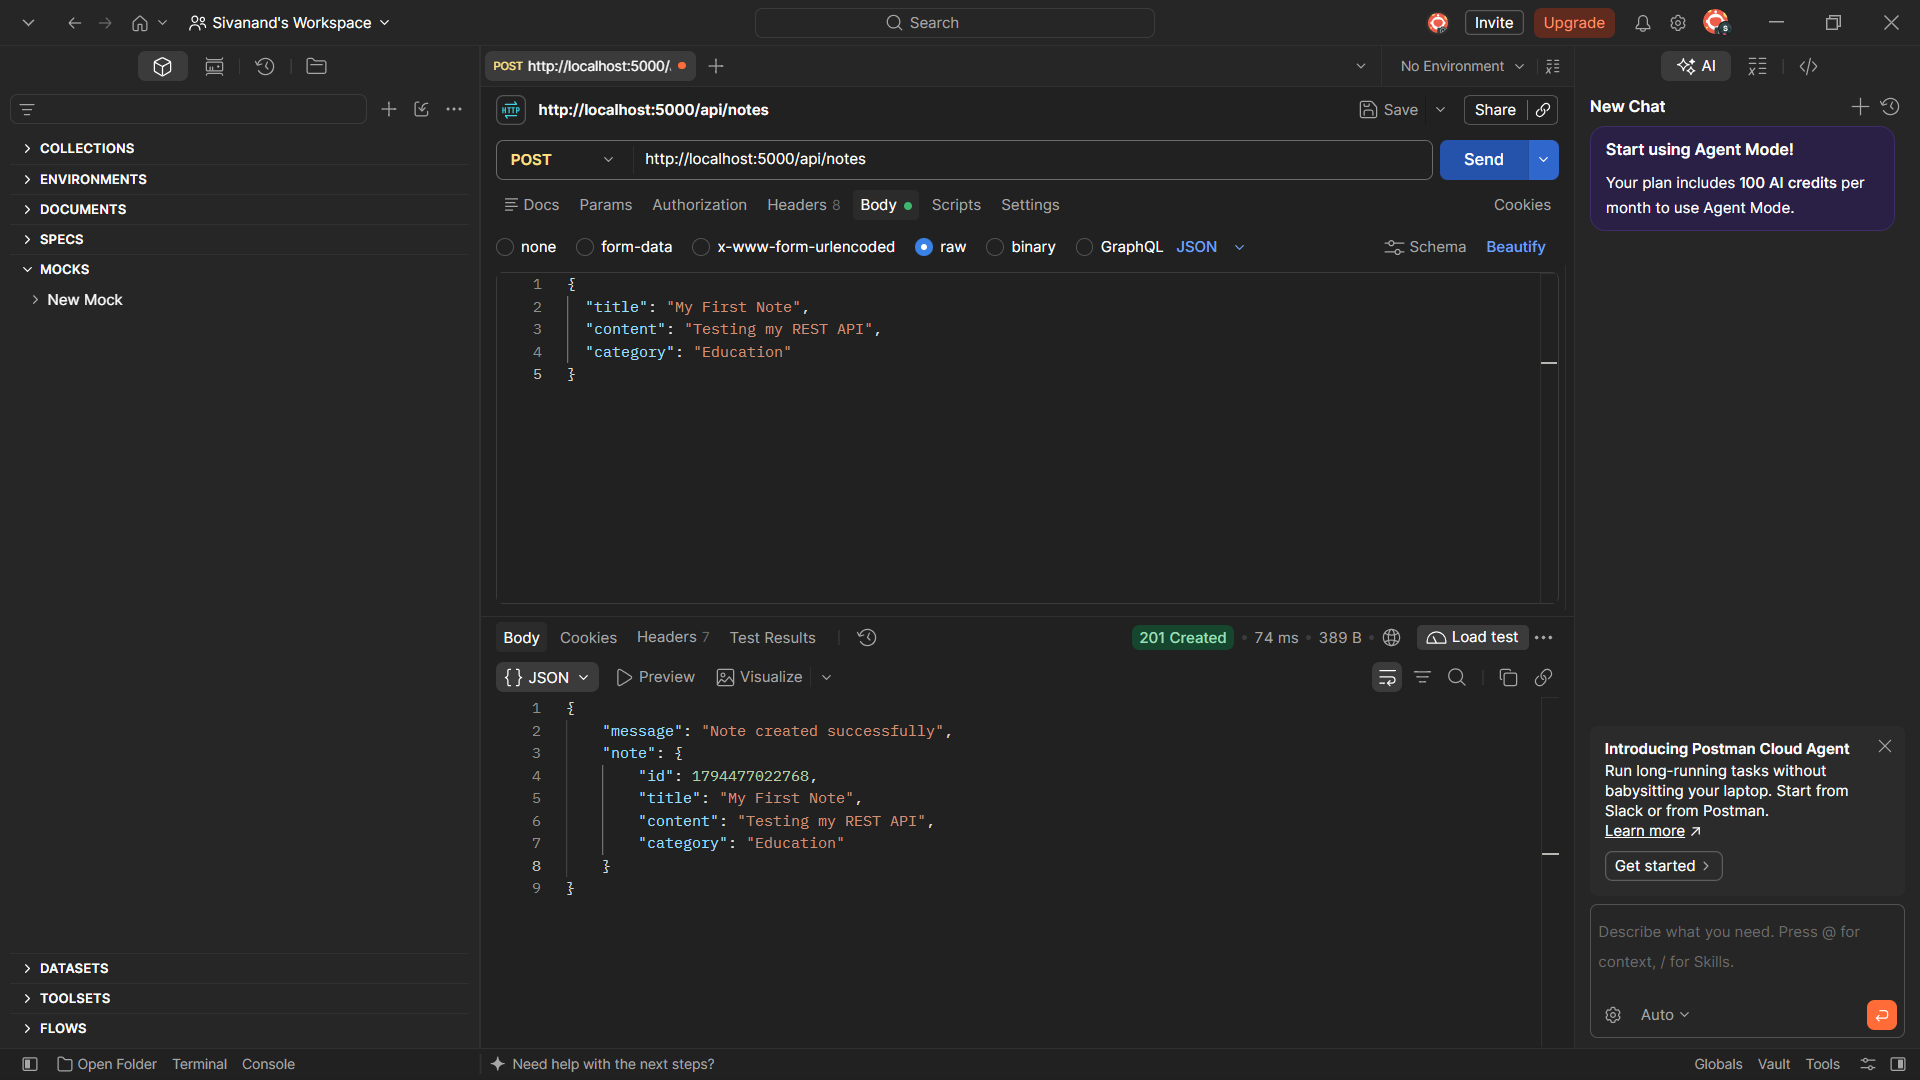 Sivanand's Workspace
Search
Invite
Upgrade
POST http://localhost:5000/.
No Environment
AI
HTTP http://localhost:5000/api/notes
Save
Share
New Chat
COLLECTIONS
ENVIRONMENTS
DOCUMENTS
SPECS
MOCKS
New Mock
POST http://localhost:5000/api/notes
Send
Start using Agent Mode!
Your plan includes 100 AI credits per
month to use Agent Mode.
Docs Params Authorization Headers 8 Body Scripts Settings Cookies
none form-data x-www-form-urlencoded raw binary GraphQL JSON Schema Beautify
1 {
2 "title": "My First Note",
3 "content": "Testing my REST API",
4 "category": "Education"
5 }
Body Cookies Headers 7 Test Results 201 Created • 74 ms • 389 B • Load test
{} JSON Preview Visualize
1 {
2 "message": "Note created successfully",
3 "note": {
4 "id": 1794477022768,
5 "title": "My First Note",
6 "content": "Testing my REST API",
7 "category": "Education"
8 }
9 }
Introducing Postman Cloud Agent
Run long-running tasks without
babysitting your laptop. Start from
Slack or from Postman.
Learn more
Get started
Describe what you need. Press @ for
context, / for Skills.
Auto
DATASETS
TOOLSETS
FLOWS
Open Folder Terminal Console Need help with the next steps? Globals Vault Tools